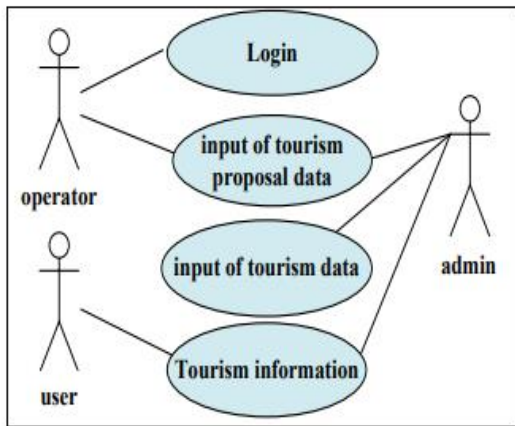 Login
input of tourism
proposal data
operator
input of tourism data
admin
Tourism information
user